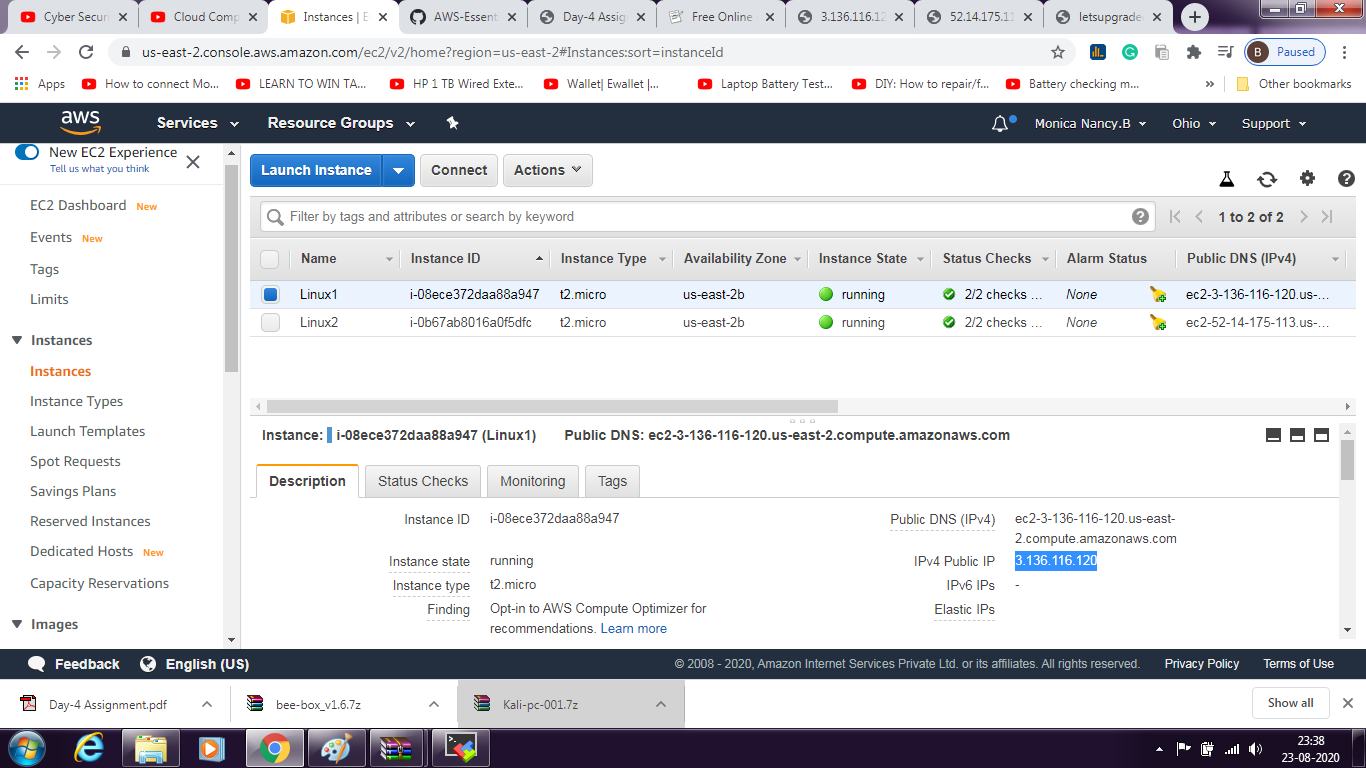 Cyber Securi
Cloud Comp
Instances | E
AWS-Essent
Day-4 Assig
Free Online
3.136.116.12
52.14.175.11
letsupgrade
us-east-2.console.aws.amazon.com/ec2/v2/home?region=us-east-2#Instances:sort=instanceId
B Paused
Apps
How to connect Mo...
LEARN TO WIN TA...
HP 1 TB Wired Exte...
Wallet| Ewallet |...
Laptop Battery Test...
DIY: How to repair/f...
Battery checking m...
»
Other bookmarks
aws
Services
Resource Groups
Monica Nancy.B
Ohio
Support
New EC2 Experience
Tell us what you think
EC2 Dashboard New
Events New
Tags
Limits
Instances
Instances
Instance Types
Launch Templates
Spot Requests
Savings Plans
Reserved Instances
Dedicated Hosts New
Capacity Reservations
Images
Launch Instance
Connect
Actions
Filter by tags and attributes or search by keyword
1 to 2 of 2
Name Instance ID Instance Type Availability Zone Instance State Status Checks Alarm Status Public DNS (IPv4)
Linux1 i-08ece372daa88a947 t2.micro us-east-2b running 2/2 checks ... None ec2-3-136-116-120.us-...
Linux2 i-0b67ab8016a0f5dfc t2.micro us-east-2b running 2/2 checks ... None ec2-52-14-175-113.us-...
Instance: i-08ece372daa88a947 (Linux1) Public DNS: ec2-3-136-116-120.us-east-2.compute.amazonaws.com
Description
Status Checks
Monitoring
Tags
Instance ID i-08ece372daa88a947
Instance state running
Instance type t2.micro
Finding Opt-in to AWS Compute Optimizer for
recommendations. Learn more
Public DNS (IPv4) ec2-3-136-116-120.us-east-
2.compute.amazonaws.com
IPv4 Public IP 3.136.116.120
IPv6 IPs -
Elastic IPs
Feedback
English (US)
© 2008 - 2020, Amazon Internet Services Private Ltd. or its affiliates. All rights reserved.
Privacy Policy
Terms of Use
Day-4 Assignment.pdf
bee-box_v1.6.7z
Kali-pc-001.7z
Show all
23:38
23-08-2020